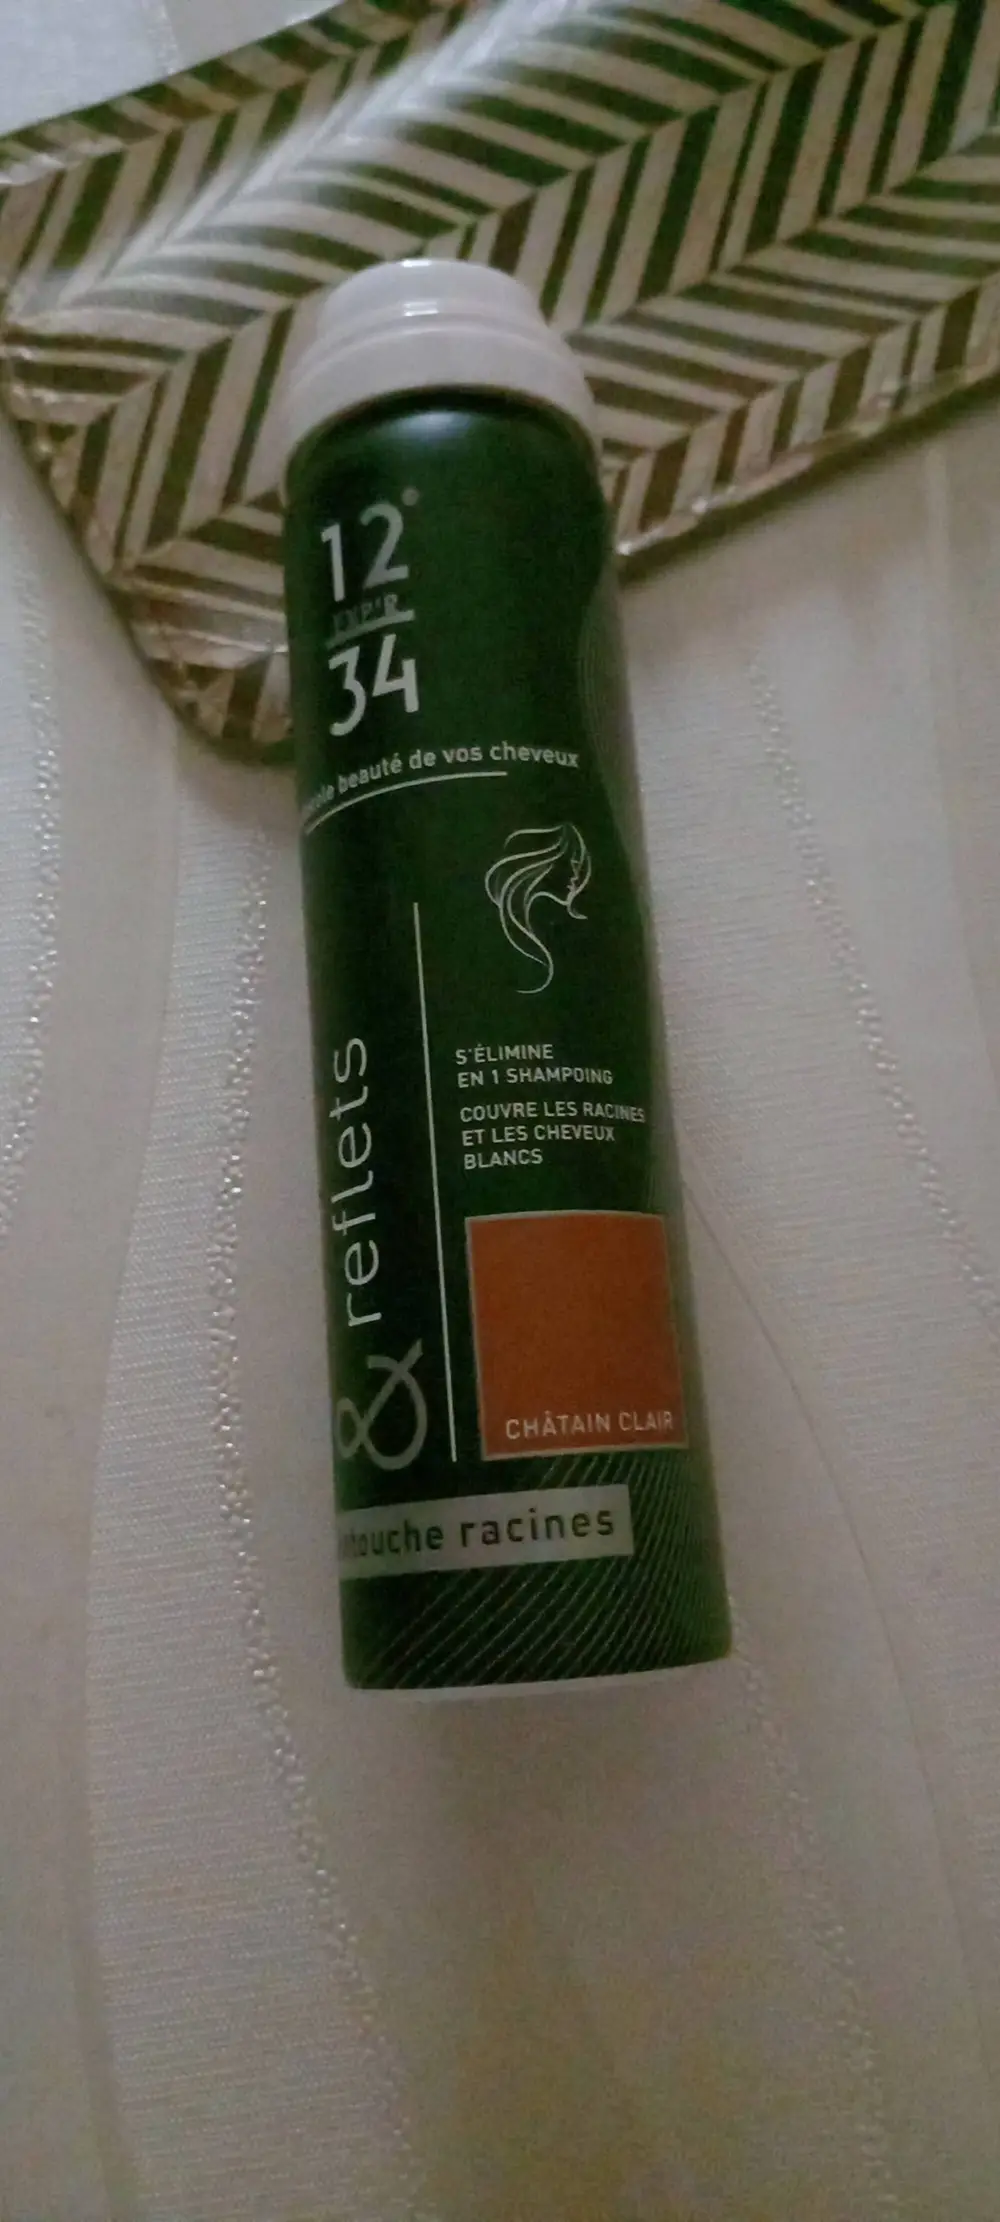 12°
EXP'R
34
beauté de vos cheveux
S'ÉLIMINE
EN 1 SHAMPOING
COUVRE LES RACINES
ET LES CHEVEUX
BLANCS
& reflets
CHÂTAIN CLAIR
racines